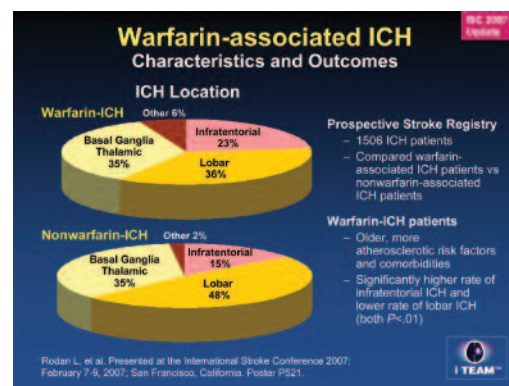 ISC 2007
Update
Warfarin-associated ICH
Characteristics and Outcomes
ICH Location
Warfarin-ICH
Other 6%
Infratentorial
23%
Basal Ganglia
Thalamic
35%
Lobar
36%
Nonwarfarin-ICH
Other 2%
Infratentorial
15%
Basal Ganglia
Thalamic
35%
Lobar
48%
Prospective Stroke Registry
– 1506 ICH patients
– Compared warfarin-
associated ICH patients vs
nonwarfarin-associated
ICH patients
Warfarin-ICH patients
– Older, more
atherosclerotic risk factors
and comorbidities
– Significantly higher rate of
infratentorial ICH and
lower rate of lobar ICH
(both P<.01)
Rodan L, et al. Presented at the International Stroke Conference 2007;
February 7-9, 2007; San Francisco, California. Poster P521.
i TEAM™